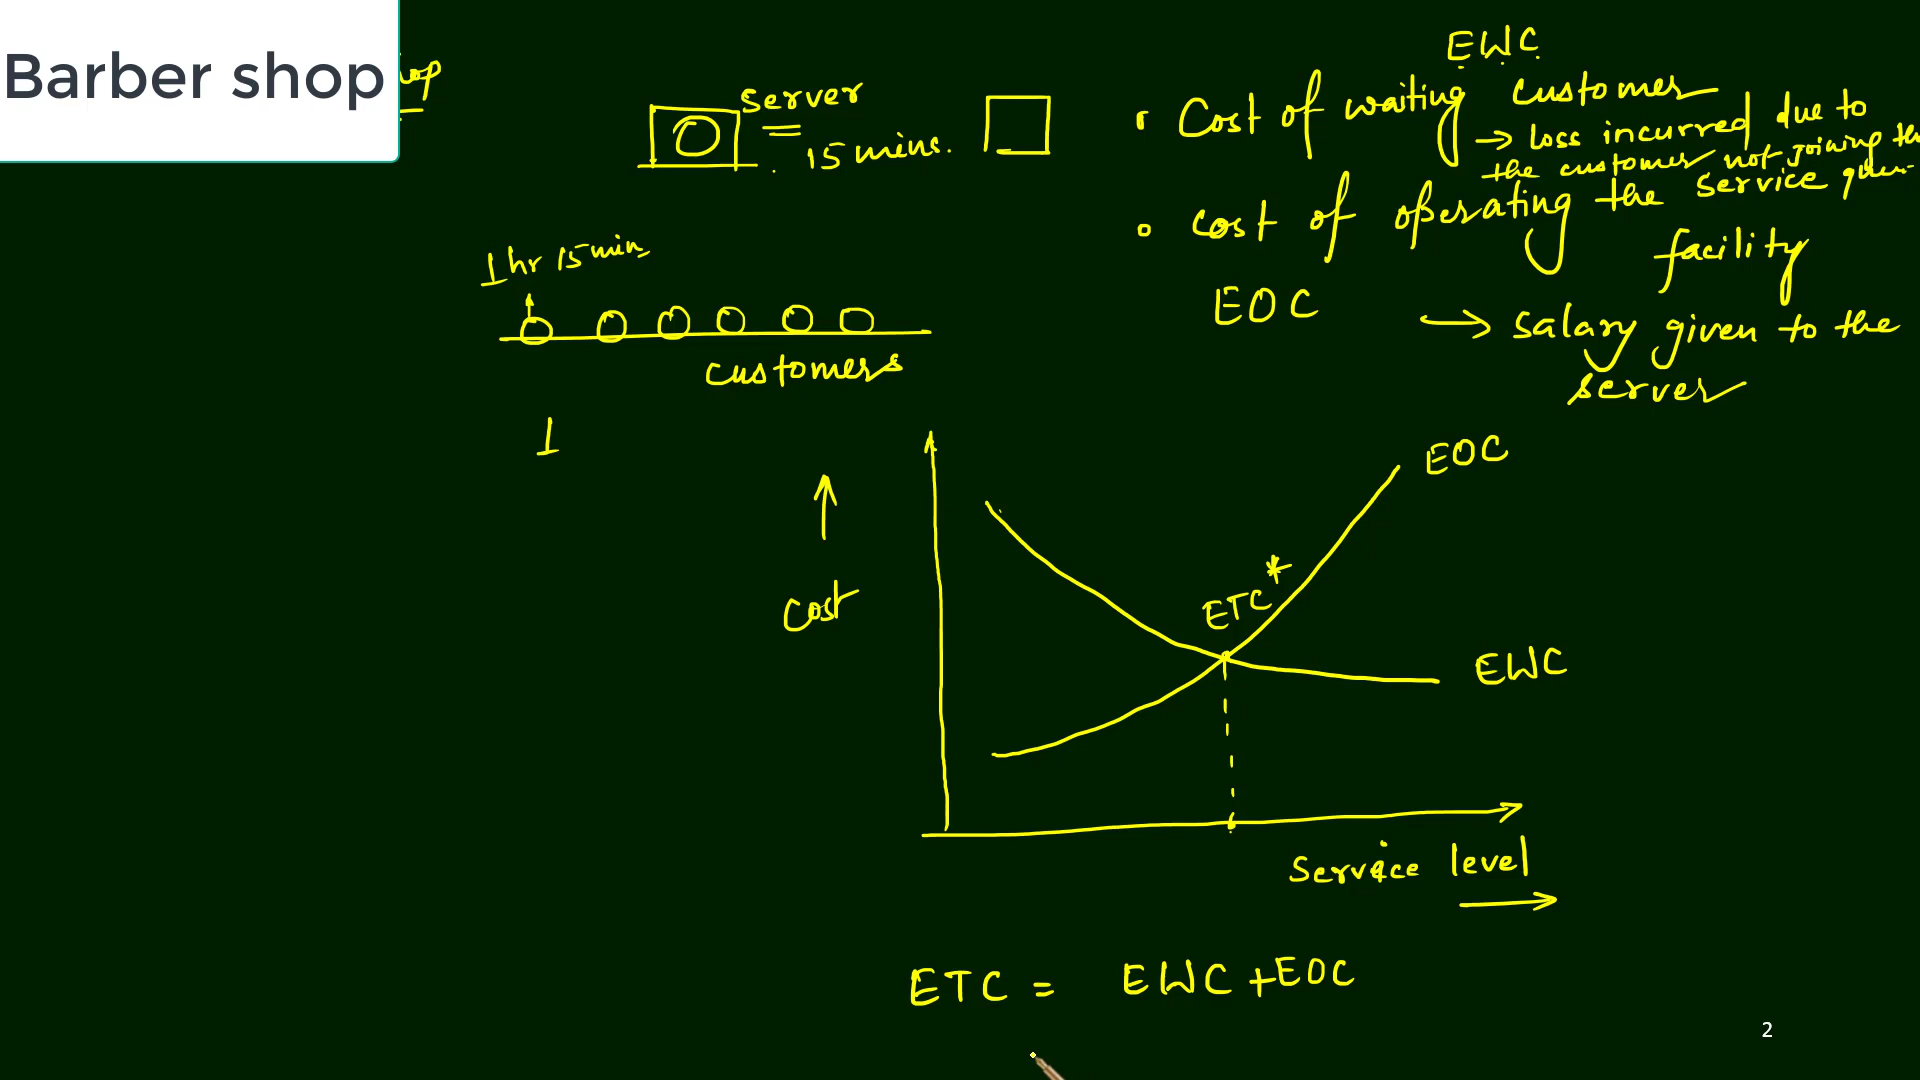 Barber shop
op
server
15 mins.
EWC
• Cost of waiting customer
→ loss incurred due to
the customer not joining the
service queue
• cost of operating the
facility
EOC
→ salary given to the
server
1 hr 15 min
customers
1
EOC
ETC*
EWC
↑
Cost
Service level
→
ETC = EWC + EOC
2